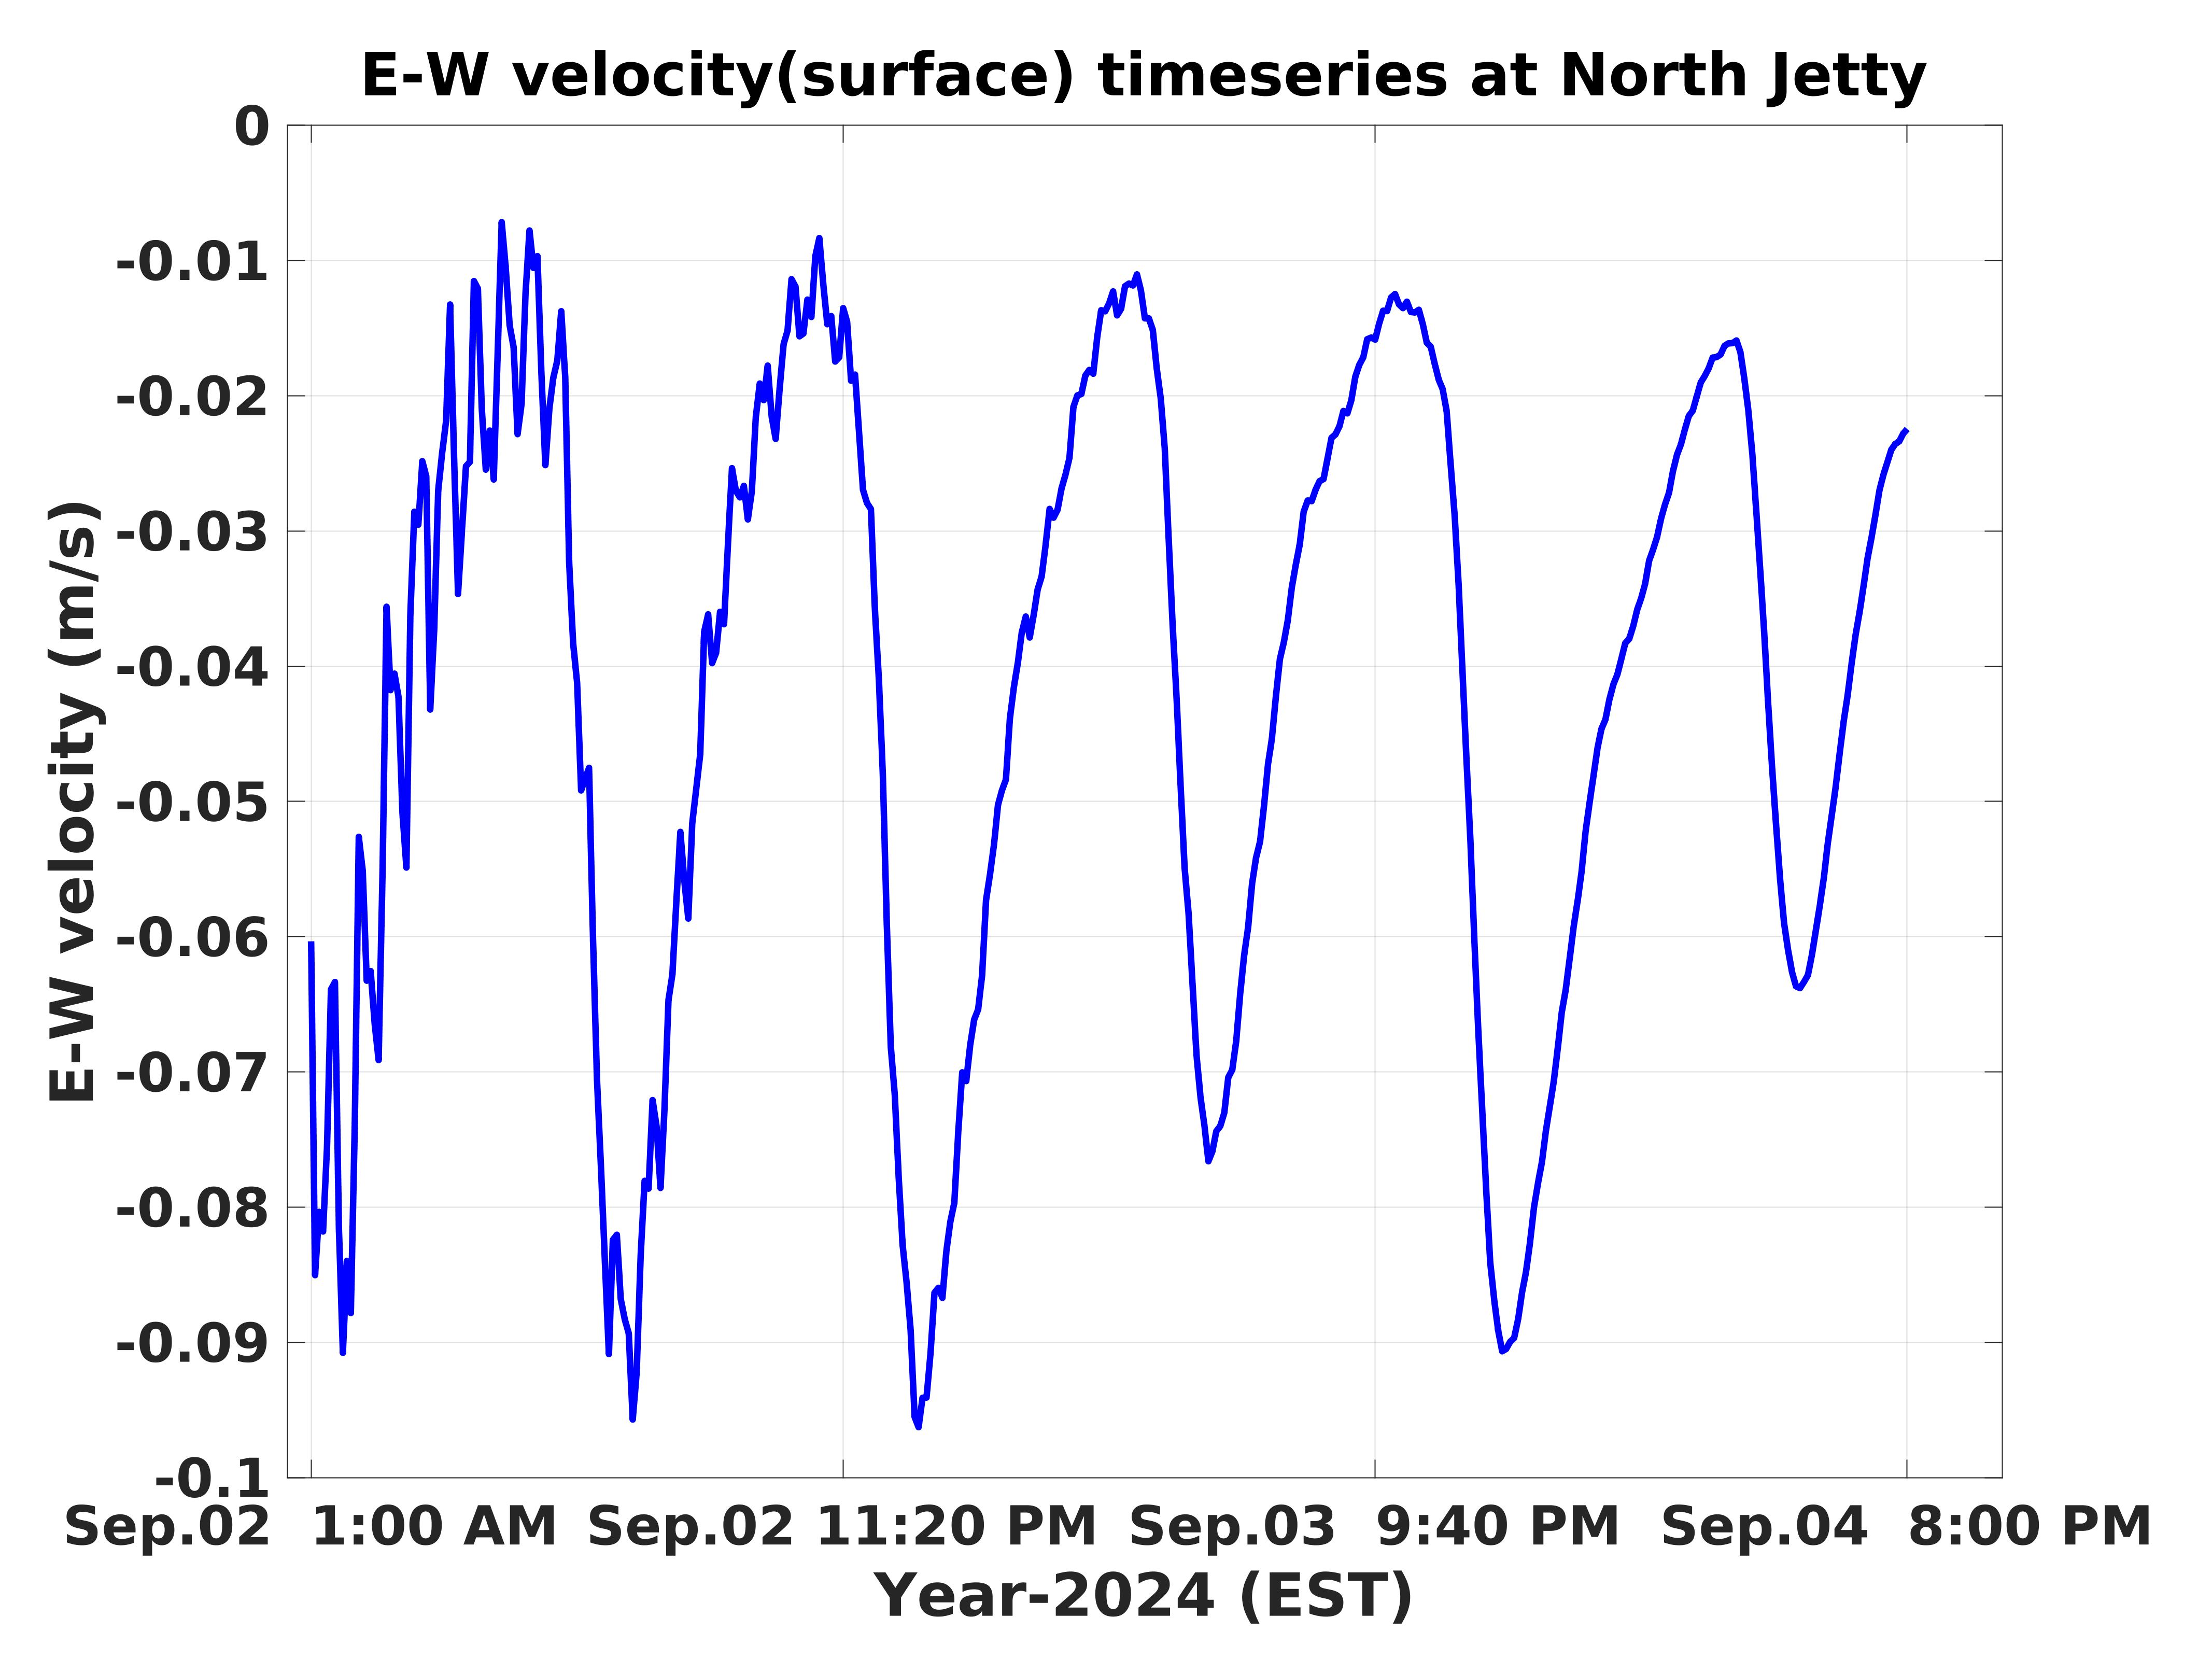 E-W velocity(surface) timeseries at North Jetty
E-W velocity (m/s)
0
-0.01
-0.02
-0.03
-0.04
-0.05
-0.06
-0.07
-0.08
-0.09
-0.1
Sep.02 1:00 AM Sep.02 11:20 PM Sep.03 9:40 PM Sep.04 8:00 PM
Year-2024 (EST)